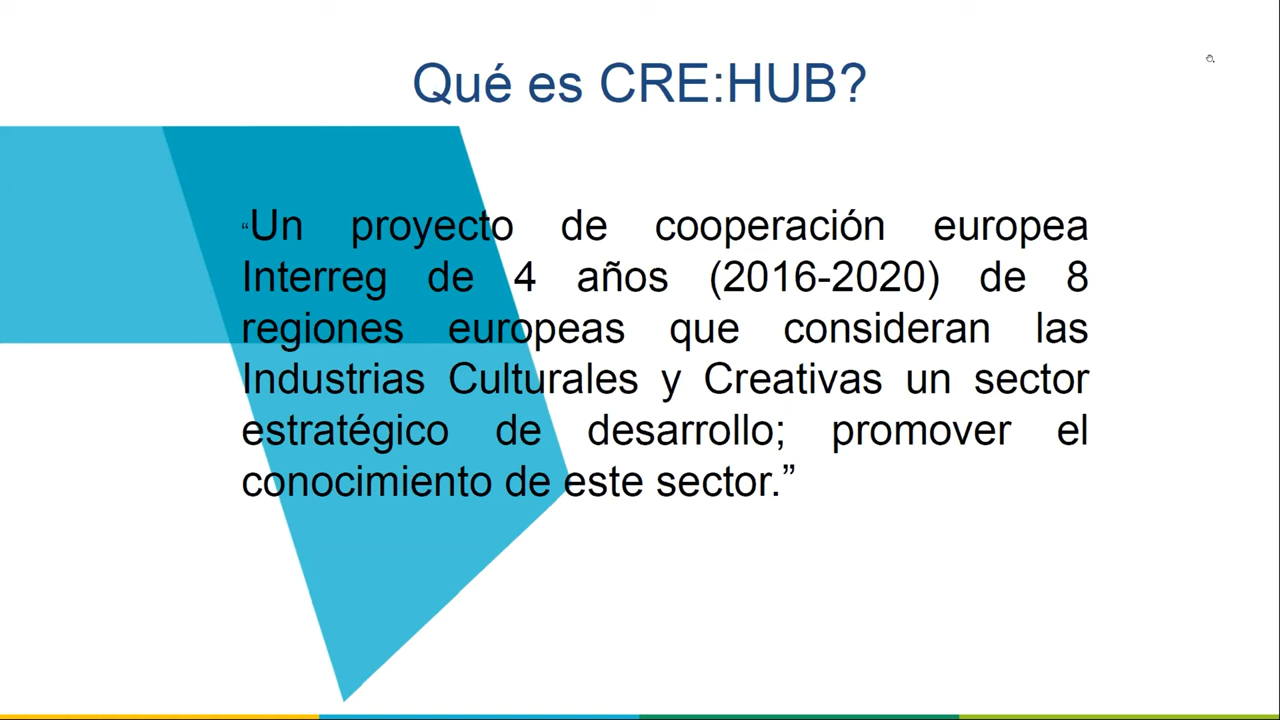 Qué es CRE:HUB?
“Un proyecto de cooperación europea
Interreg de 4 años (2016-2020) de 8
regiones europeas que consideran las
Industrias Culturales y Creativas un sector
estratégico de desarrollo; promover el
conocimiento de este sector.”